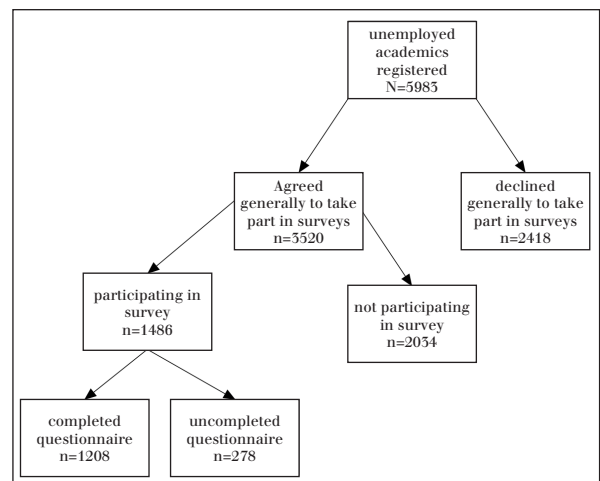 unemployed
academics
registered
N=5983
Agreed
generally to take
part in surveys
n=3520
declined
generally to take
part in surveys
n=2418
participating in
survey
n=1486
not participating
in survey
n=2034
completed
questionnaire
n=1208
uncompleted
questionnaire
n=278